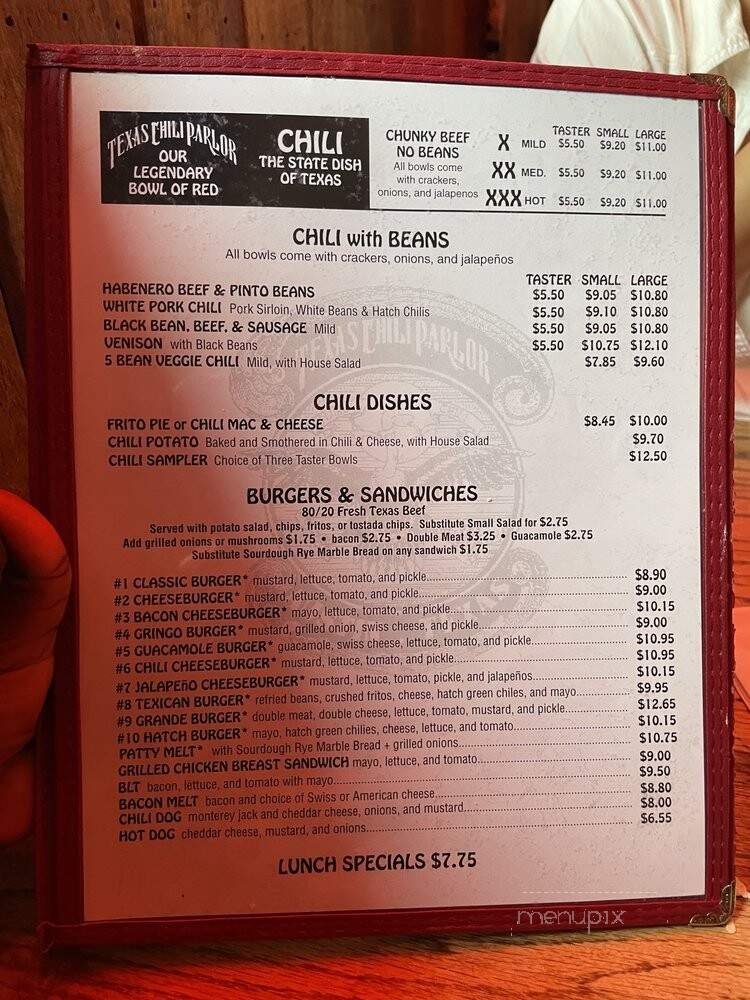 TEXAS CHILI PARLOR
OUR
LEGENDARY
BOWL OF RED
CHILI
THE STATE DISH
OF TEXAS
CHUNKY BEEF
NO BEANS
All bowls come
with crackers,
onions, and jalapenos
TASTER SMALL LARGE
X MILD $5.50 $9.20 $11.00
XX MED. $5.50 $9.20 $11.00
XXX HOT $5.50 $9.20 $11.00
CHILI with BEANS
All bowls come with crackers, onions, and jalapeños
TASTER SMALL LARGE
HABENERO BEEF & PINTO BEANS $5.50 $9.05 $10.80
WHITE PORK CHILI Pork Sirloin, White Beans & Hatch Chilis $5.50 $9.10 $10.80
BLACK BEAN, BEEF, & SAUSAGE Mild $5.50 $9.05 $10.80
VENISON with Black Beans $5.50 $10.75 $12.10
5 BEAN VEGGIE CHILI Mild, with House Salad $7.85 $9.60
TEXAS CHILI PARLOR
CHILI DISHES
FRITO PIE or CHILI MAC & CHEESE $8.45 $10.00
CHILI POTATO Baked and Smothered in Chili & Cheese, with House Salad $9.70
CHILI SAMPLER Choice of Three Taster Bowls $12.50
BURGERS & SANDWICHES
80/20 Fresh Texas Beef
Served with potato salad, chips, fritos, or tostada chips. Substitute Small Salad for $2.75
Add grilled onions or mushrooms $1.75 • bacon $2.75 • Double Meat $3.25 • Guacamole $2.75
Substitute Sourdough Rye Marble Bread on any sandwich $1.75
#1 CLASSIC BURGER* mustard, lettuce, tomato, and pickle $8.90
#2 CHEESEBURGER* mustard, lettuce, tomato, and pickle $9.00
#3 BACON CHEESEBURGER* mayo, lettuce, tomato, and pickle $10.15
#4 GRINGO BURGER* mustard, grilled onion, swiss cheese, and pickle $9.00
#5 GUACAMOLE BURGER* guacamole, swiss cheese, lettuce, tomato, and pickle $10.95
#6 CHILI CHEESEBURGER* mustard, lettuce, tomato, and pickle $10.95
#7 JALAPEñO CHEESEBURGER* mustard, lettuce, tomato, pickle, and jalapeños $10.15
#8 TEXICAN BURGER* refried beans, crushed fritos, cheese, hatch green chiles, and mayo $9.95
#9 GRANDE BURGER* double meat, double cheese, lettuce, tomato, mustard, and pickle $12.65
#10 HATCH BURGER* mayo, hatch green chilies, cheese, lettuce, and tomato $10.15
PATTY MELT* with Sourdough Rye Marble Bread + grilled onions $10.75
GRILLED CHICKEN BREAST SANDWICH mayo, lettuce, and tomato $9.00
BLT bacon, lettuce, and tomato with mayo $9.50
BACON MELT bacon and choice of Swiss or American cheese $8.80
CHILI DOG monterey jack and cheddar cheese, onions, and mustard $8.00
HOT DOG cheddar cheese, mustard, and onions $6.55
LUNCH SPECIALS $7.75
menupix